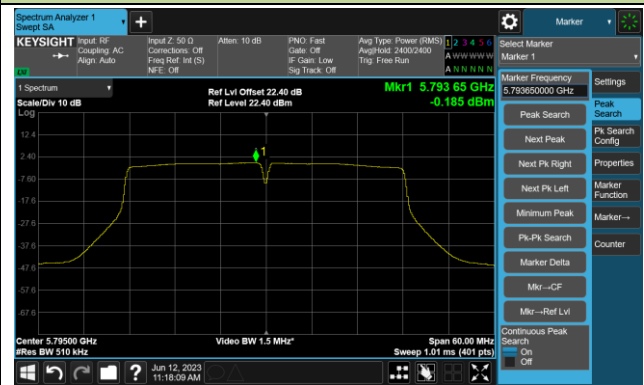 Spectrum Analyzer 1
Swept SA
Marker
KEYSIGHT
Input: RF
Coupling: AC
Align: Auto
Input Z: 50 Ω
Corrections: Off
Freq Ref: Int (S)
NFE: Off
Atten: 10 dB
PNO: Fast
Gate: Off
IF Gain: Low
Sig Track: Off
Avg Type: Power (RMS)
Avg|Hold: 2400/2400
Trig: Free Run
1 2 3 4 5 6
A W W W W W
A N N N N N
Select Marker
Marker 1
1 Spectrum
Scale/Div 10 dB
Log
Ref Lvl Offset 22.40 dB
Ref Level 22.40 dBm
Mkr1 5.793 65 GHz
-0.185 dBm
12.4
2.40
-7.60
-17.6
-27.6
-37.6
-47.6
-57.6
-67.6
1
Center 5.79500 GHz
#Res BW 510 kHz
Video BW 1.5 MHz*
Span 60.00 MHz
Sweep 1.01 ms (401 pts)
Marker Frequency
5.793650000 GHz
Peak Search
Next Peak
Next Pk Right
Next Pk Left
Minimum Peak
Pk-Pk Search
Marker Delta
Mkr→CF
Mkr→Ref Lvl
Continuous Peak
Search
On
Off
Settings
Peak
Search
Pk Search
Config
Properties
Marker
Function
Marker→
Counter
Jun 12, 2023
11:18:09 AM